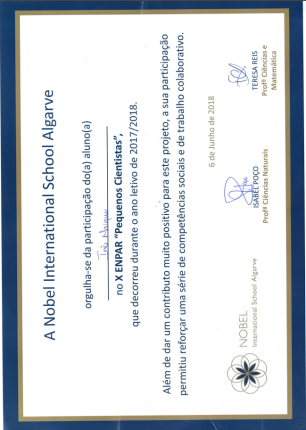 A Nobel International School Algarve
orgulha-se da participação do(a) aluno(a)
no X ENPAR "Pequenos Cientistas",
que decorreu durante o ano letivo de 2017/2018.
Além de dar um contributo muito positivo para este projeto, a sua participação
permitiu reforçar uma série de competências sociais e de trabalho colaborativo.
6 de Junho de 2018
ISABEL POÇO
Profª Ciências Naturais
TERESA REIS
Profª Ciências e
Matemática
NOBEL
International School Algarve